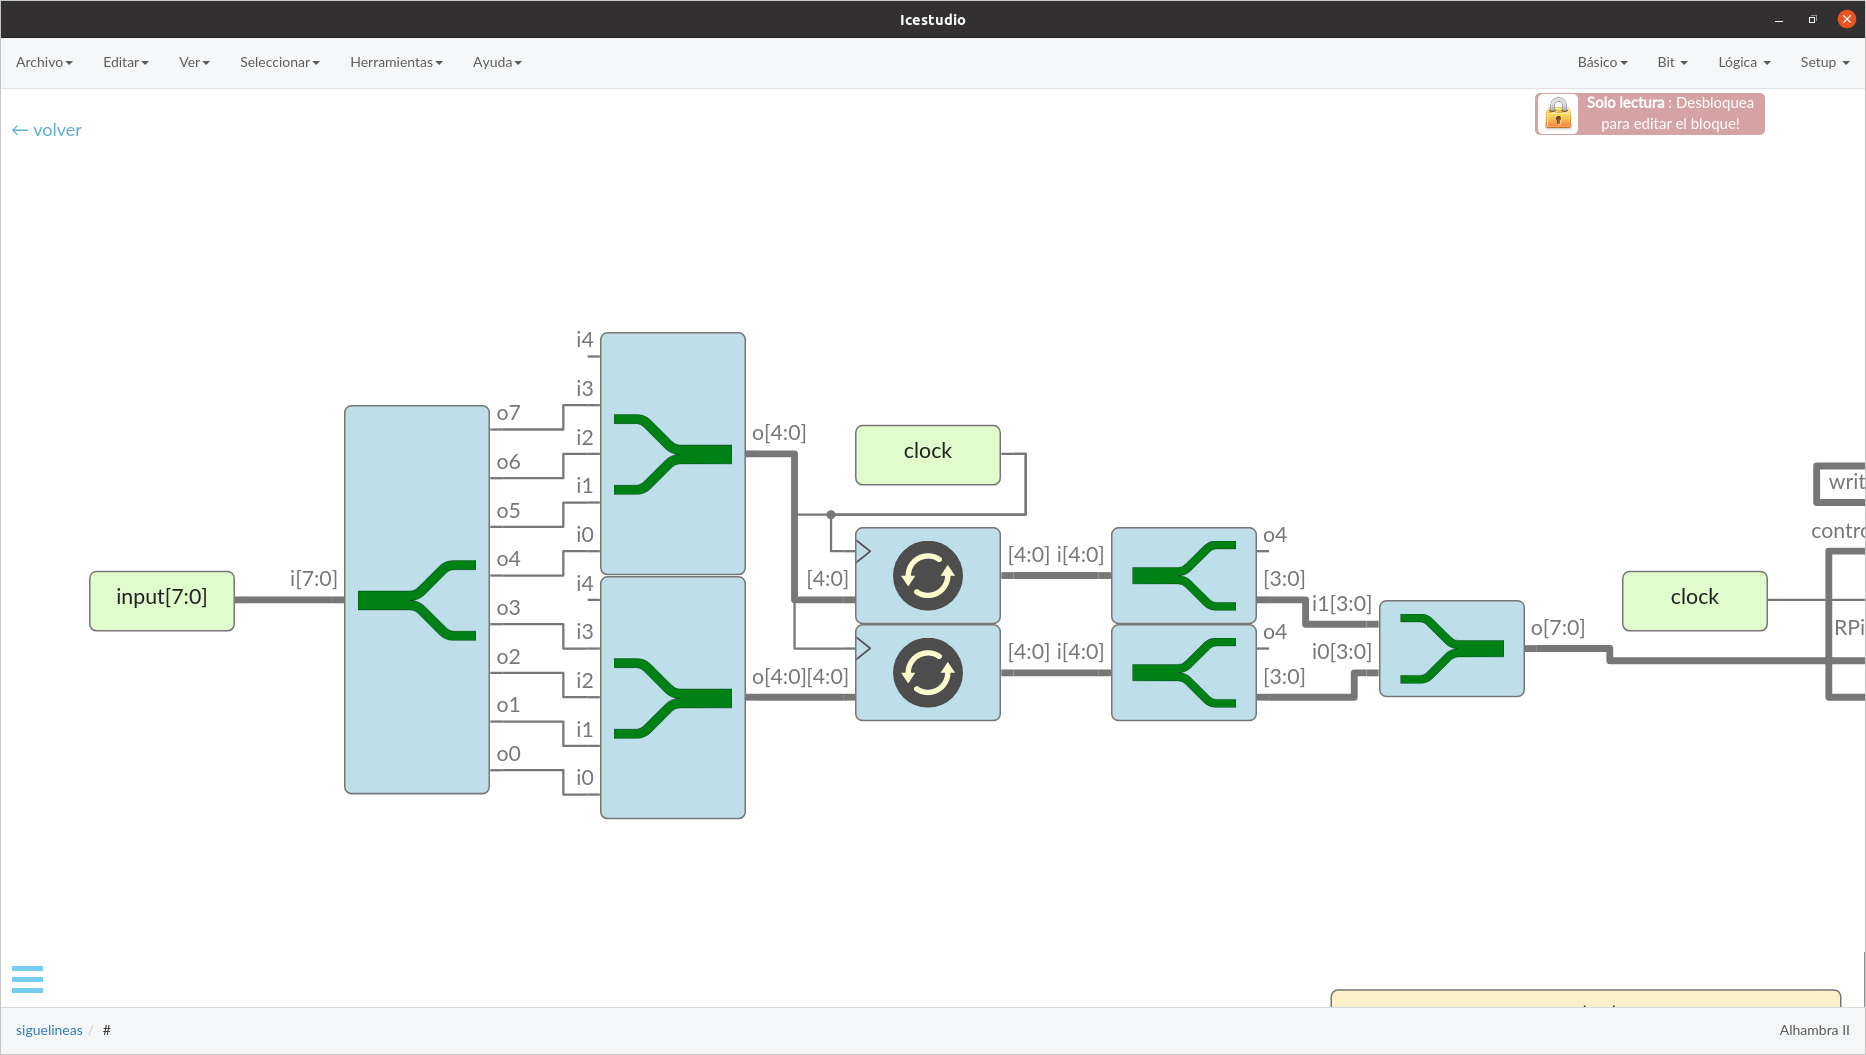 Icestudio
Archivo Editar Ver Seleccionar Herramientas Ayuda Básico Bit Lógica Setup
← volver
Solo lectura : Desbloquea
para editar el bloque!
input[7:0]
i[7:0]
o7
o6
o5
o4
o3
o2
o1
o0
i4
i3
i2
i1
i0
i4
i3
i2
i1
i0
o[4:0]
o[4:0][4:0]
clock
[4:0]
[4:0] i[4:0]
[4:0] i[4:0]
o4
[3:0]
o4
[3:0]
i1[3:0]
i0[3:0]
o[7:0]
clock
writ
contro
RPi
siguelineas / #
Alhambra II